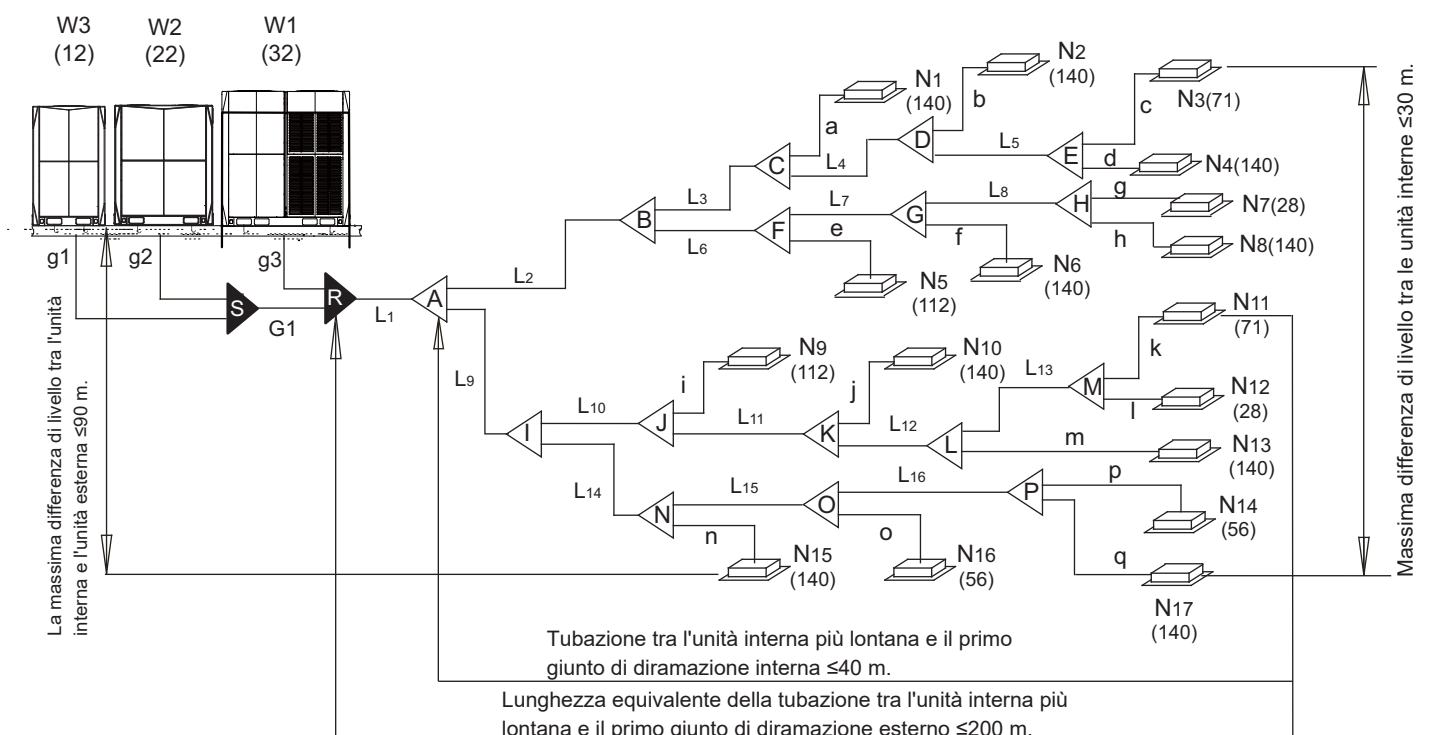 W3
(12)
W2
(22)
W1
(32)
g1
g2
g3
S
G1
R
L1
A
L2
B
L3
C
a
N1
(140)
L4
D
b
N2
(140)
L5
E
c
N3(71)
d
N4(140)
L6
F
e
N5
(112)
L7
G
f
N6
(140)
L8
H
g
N7(28)
h
N8(140)
L9
I
L10
J
i
N9
(112)
L11
K
j
N10
(140)
L12
L
L13
M
k
N11
(71)
l
N12
(28)
m
N13
(140)
L14
N
n
N15
(140)
L15
O
o
N16
(56)
L16
P
p
N14
(56)
q
N17
(140)
La massima differenza di livello tra l'unità
interna e l'unità esterna ≤90 m.
Massima differenza di livello tra le unità interne ≤30 m.
Tubazione tra l'unità interna più lontana e il primo
giunto di diramazione interna ≤40 m.
Lunghezza equivalente della tubazione tra l'unità interna più
lontana e il primo giunto di diramazione esterno ≤200 m.